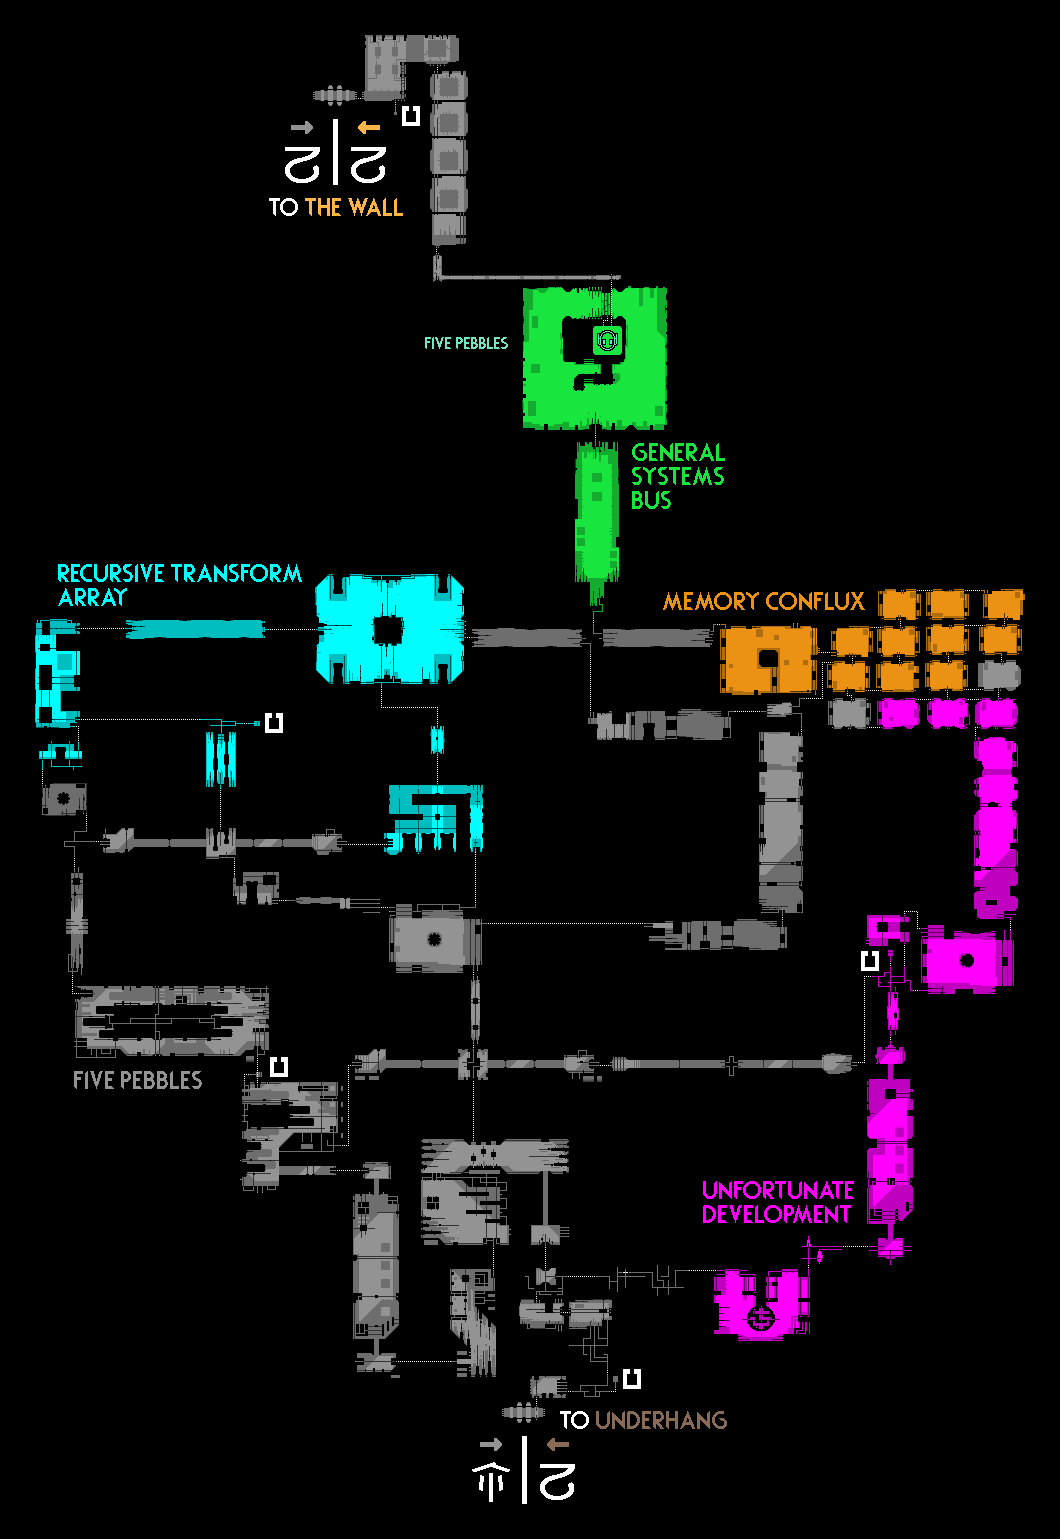 TO THE WALL
FIVE PEBBLES
GENERAL
SYSTEMS
BUS
RECURSIVE TRANSFORM
ARRAY
MEMORY CONFLUX
FIVE PEBBLES
UNFORTUNATE
DEVELOPMENT
TO UNDERHANG